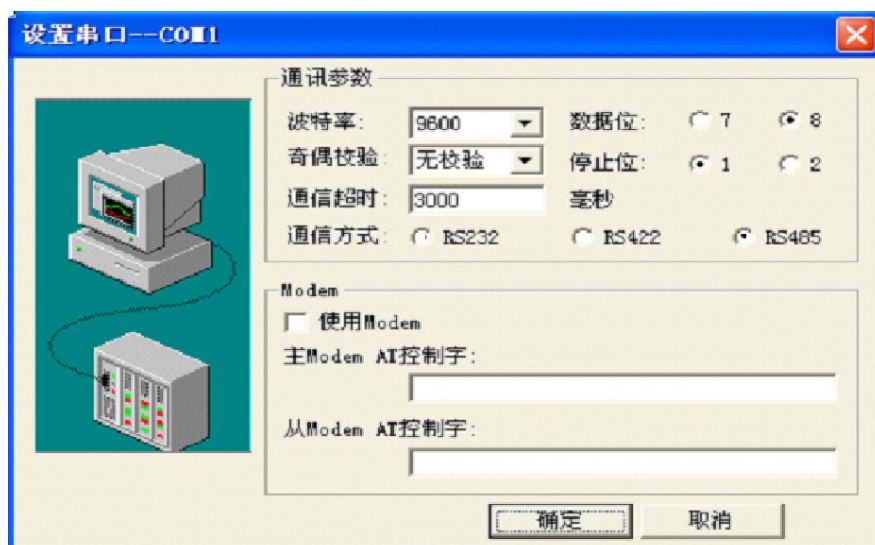 设置串口--COM1
通讯参数
波特率: 9600 数据位: 7 8
奇偶校验: 无校验 停止位: 1 2
通信超时: 3000 毫秒
通信方式: RS232 RS422 RS485
Modem
使用Modem
主Modem AT控制字:
从Modem AT控制字:
确定 取消